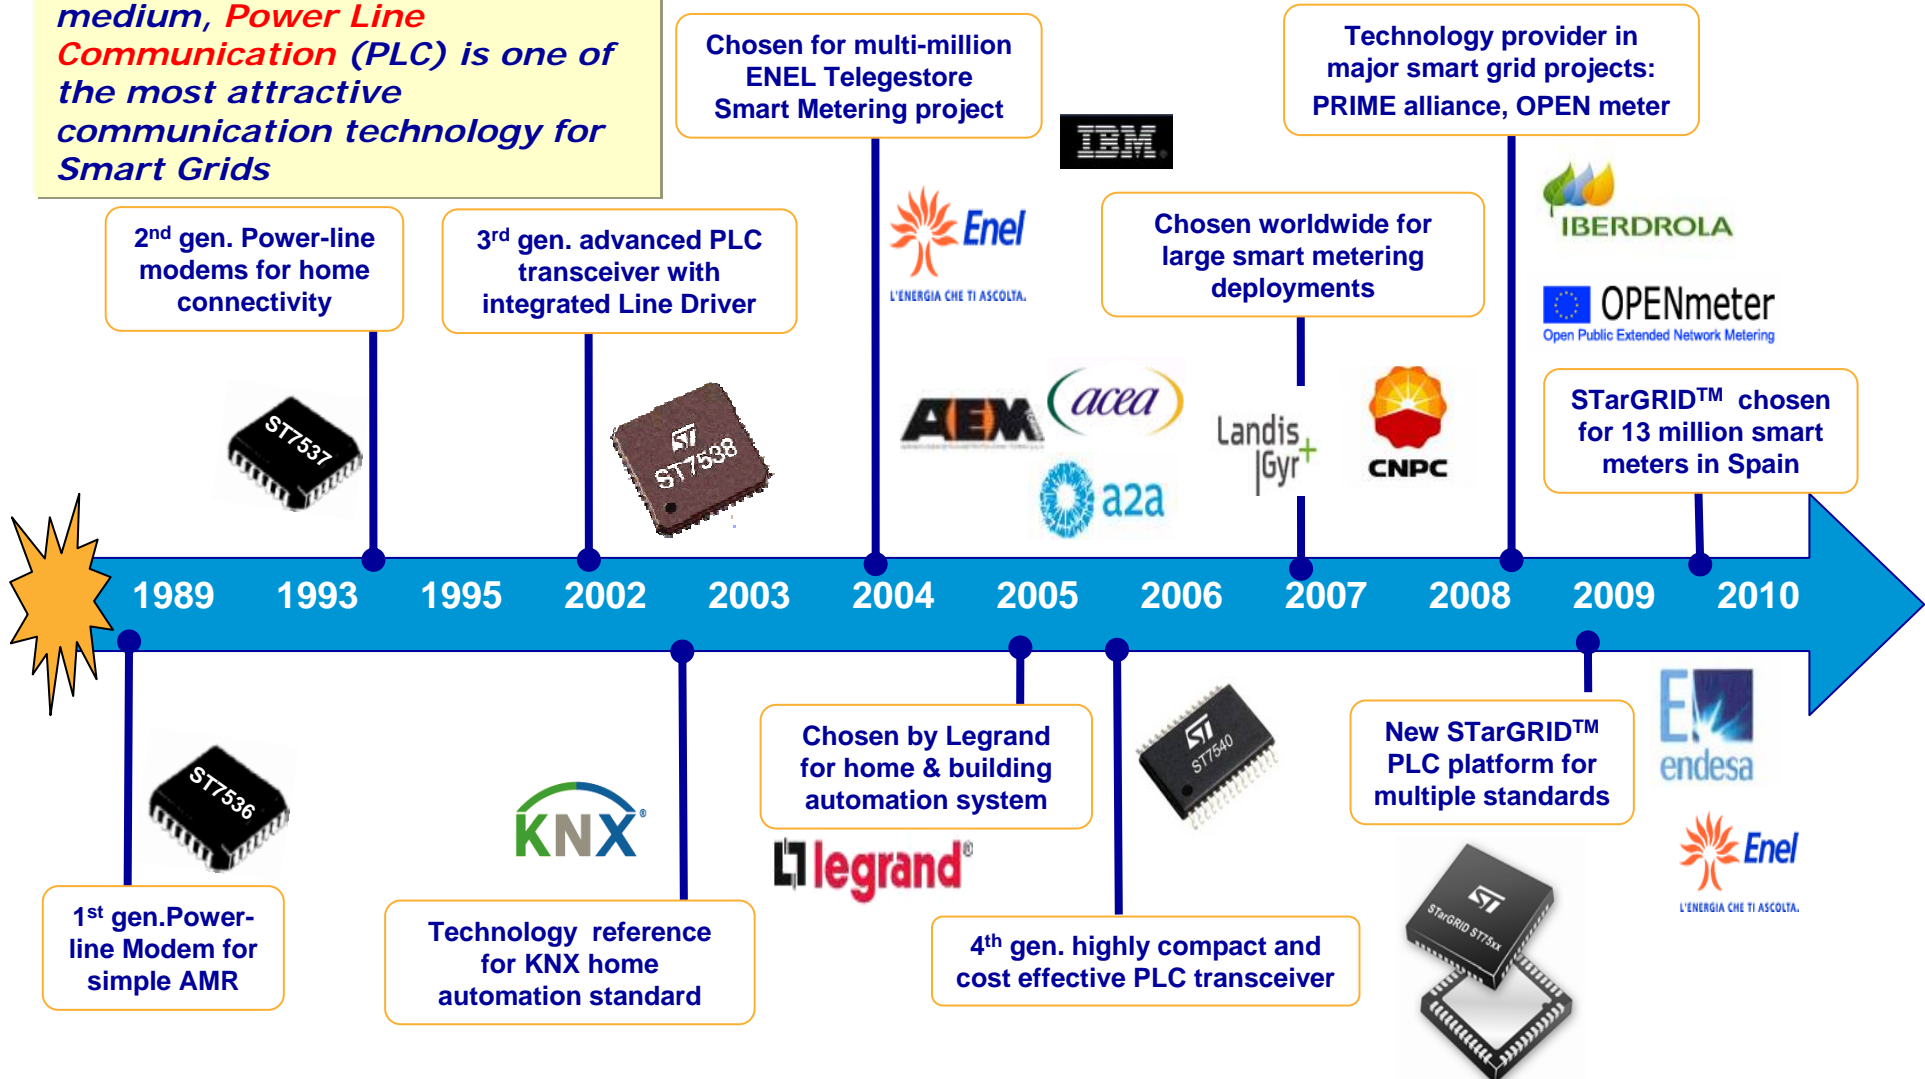 medium, Power Line
Communication (PLC) is one of
the most attractive
communication technology for
Smart Grids
Chosen for multi-million
ENEL Telegestore
Smart Metering project
Technology provider in
major smart grid projects:
PRIME alliance, OPEN meter
IBM®
2nd gen. Power-line
modems for home
connectivity
3rd gen. advanced PLC
transceiver with
integrated Line Driver
Enel
L'ENERGIA CHE TI ASCOLTA.
Chosen worldwide for
large smart metering
deployments
IBERDROLA
OPENmeter
Open Public Extended Network Metering
ST7537
ST
ST7538
AEM
acea
a2a
Landis
|Gyr+
CNPC
STarGRID™ chosen
for 13 million smart
meters in Spain
1989 1993 1995 2002 2003 2004 2005 2006 2007 2008 2009 2010
ST7536
KNX®
Chosen by Legrand
for home & building
automation system
legrand®
ST
ST7540
New STarGRID™
PLC platform for
multiple standards
endesa
Enel
L'ENERGIA CHE TI ASCOLTA.
1st gen.Power-
line Modem for
simple AMR
Technology reference
for KNX home
automation standard
4th gen. highly compact and
cost effective PLC transceiver
ST
STarGRID ST75xx